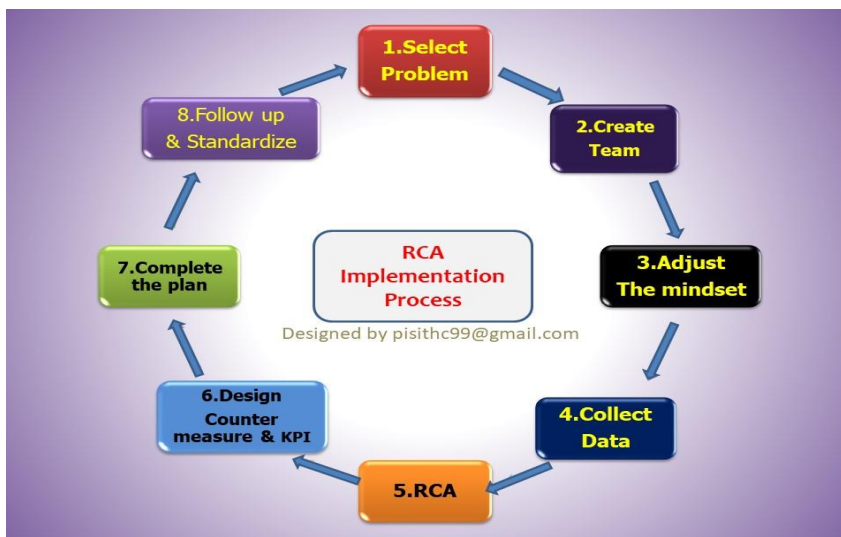 1.Select
Problem
2.Create
Team
3.Adjust
The mindset
4.Collect
Data
5.RCA
6.Design
Counter
measure & KPI
7.Complete
the plan
8.Follow up
& Standardize
RCA
Implementation
Process
Designed by pisithc99@gmail.com